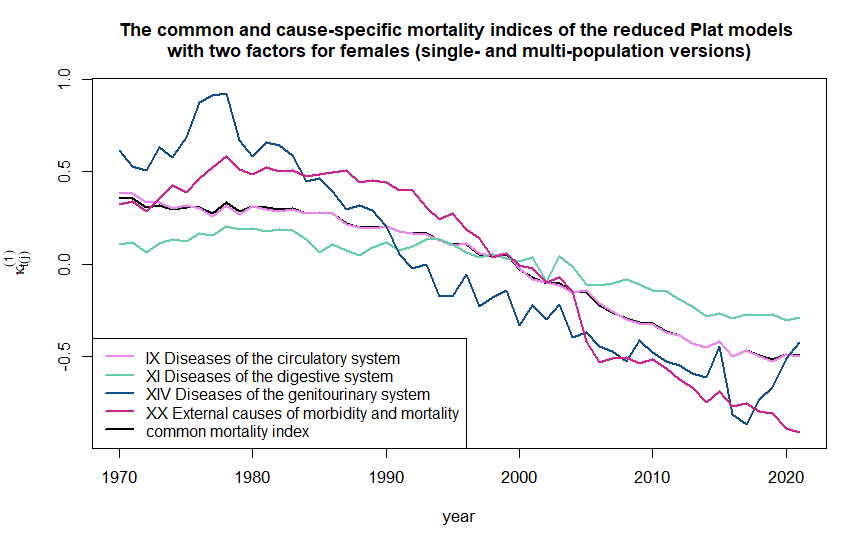 The common and cause-specific mortality indices of the reduced Plat models
with two factors for females (single- and multi-population versions)
κ_{t(j)}^{(1)}
1.0
0.5
0.0
-0.5
IX Diseases of the circulatory system
XI Diseases of the digestive system
XIV Diseases of the genitourinary system
XX External causes of morbidity and mortality
common mortality index
1970 1980 1990 2000 2010 2020
year